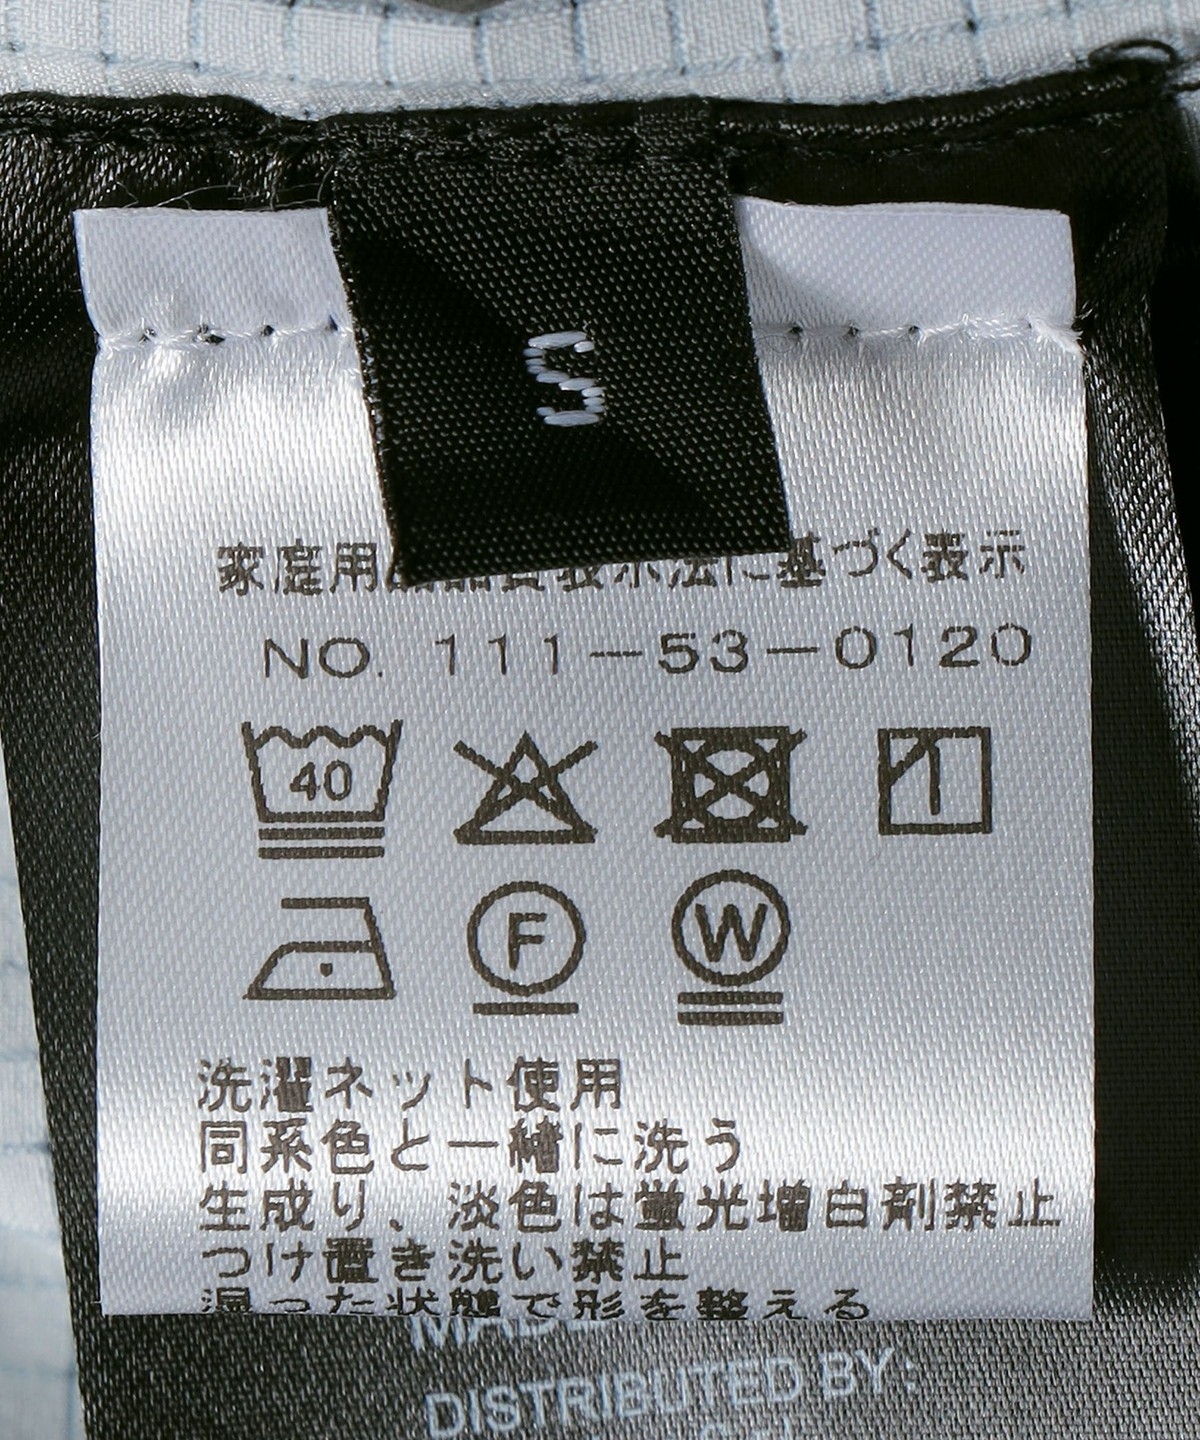 S
家庭用品品質表示法に基づく表示
NO. 111-53-0120
40
F
W
洗濯ネット使用
同系色と一緒に洗う
生成り、淡色は蛍光増白剤禁止
つけ置き洗い禁止
湿った状態で形を整える
MADE
DISTRIBUTED BY: